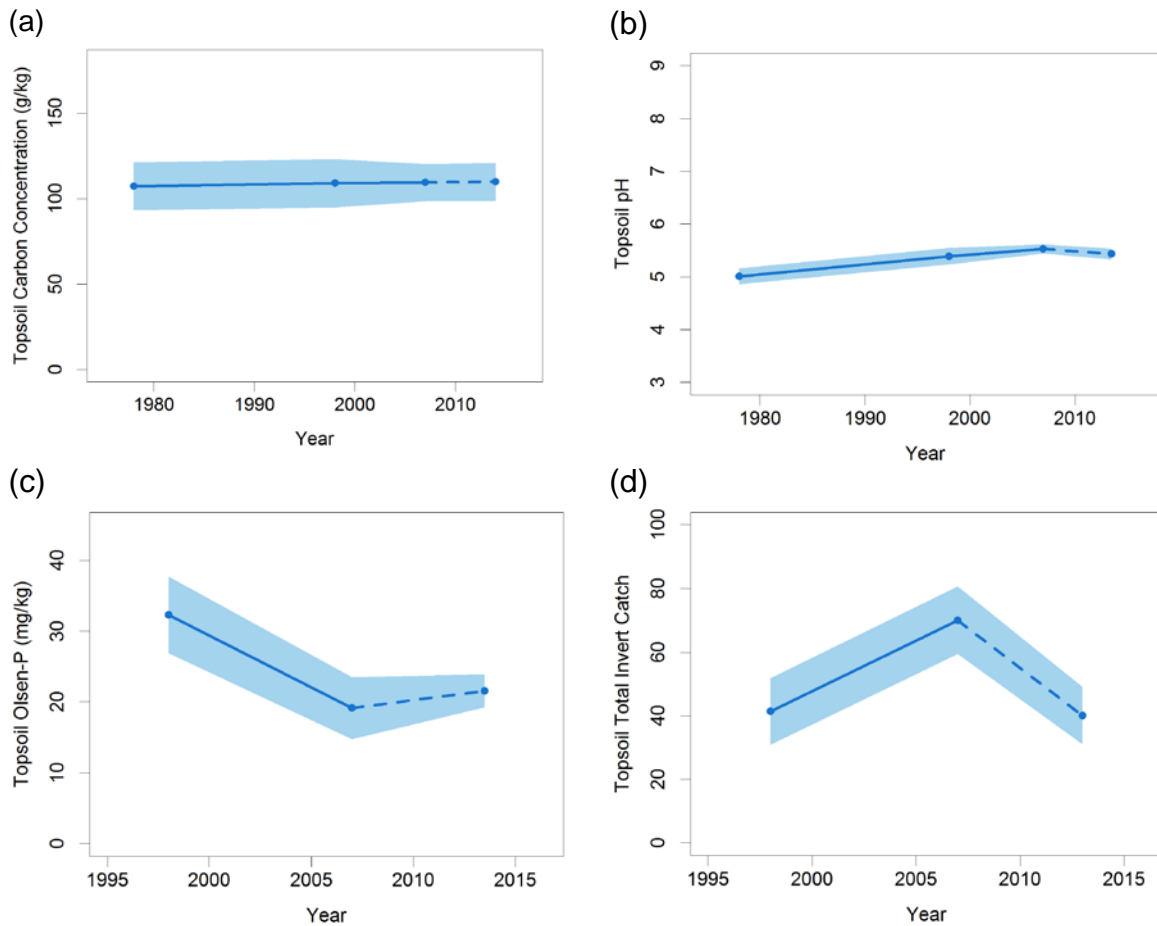 (a)
Topsoil Carbon Concentration (g/kg)
150
100
50
0
1980 1990 2000 2010
Year
(b)
Topsoil pH
9
8
7
6
5
4
3
1980 1990 2000 2010
Year
(c)
Topsoil Olsen-P (mg/kg)
40
30
20
10
0
1995 2000 2005 2010 2015
Year
(d)
Topsoil Total Invert Catch
100
80
60
40
20
0
1995 2000 2005 2010 2015
Year